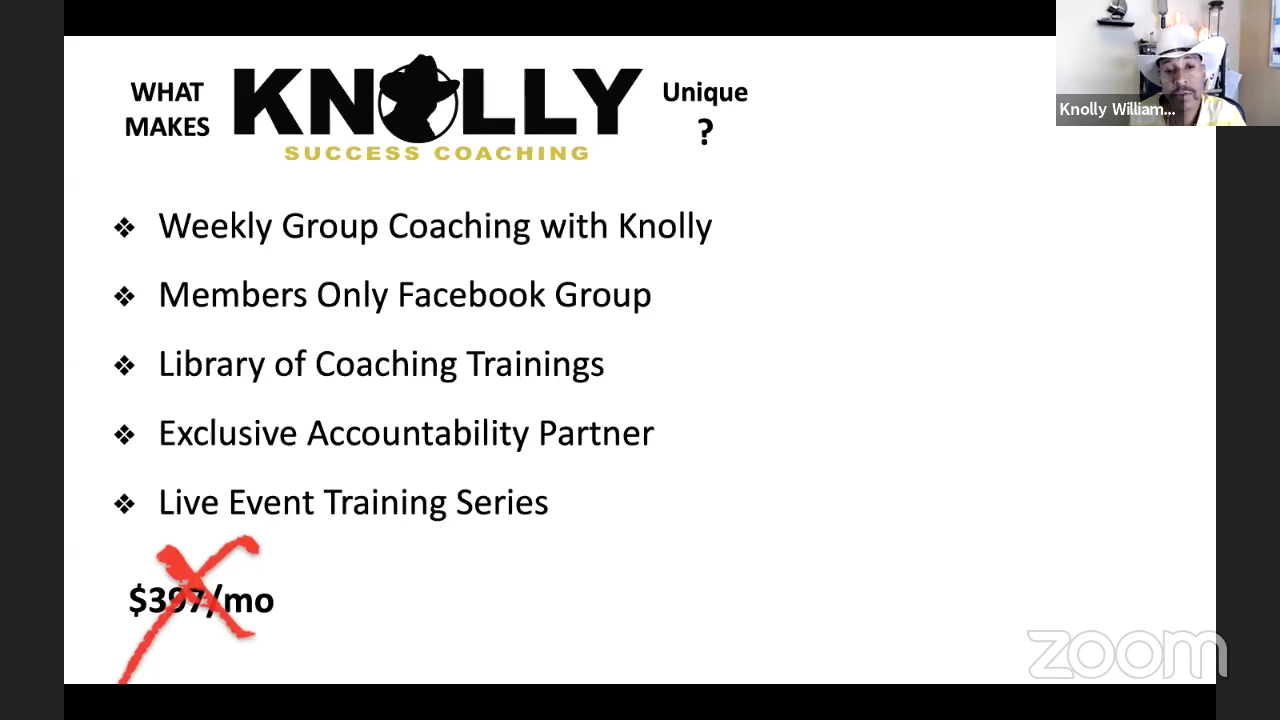 WHAT
MAKES
KNOLLY
SUCCESS COACHING
Unique
?
Knolly William...
Weekly Group Coaching with Knolly
Members Only Facebook Group
Library of Coaching Trainings
Exclusive Accountability Partner
Live Event Training Series
$397/mo
zoom